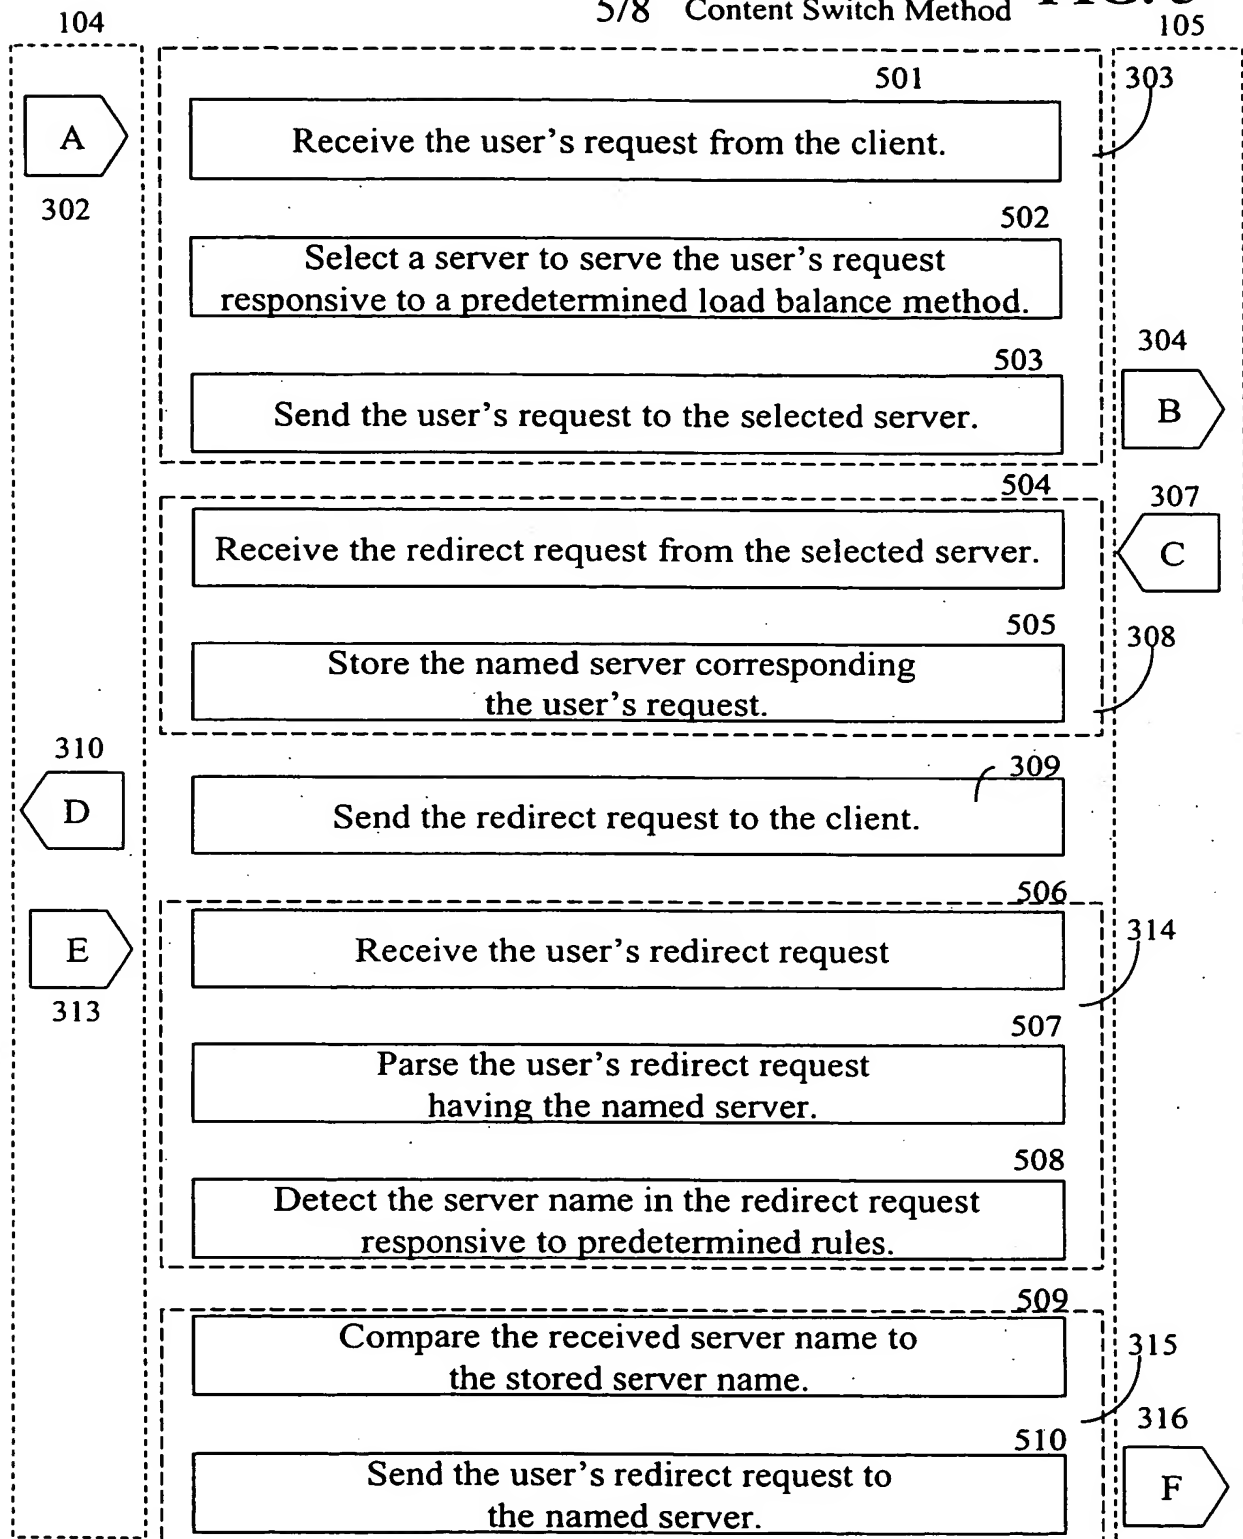 5/8 Content Switch Method
104
105
501
303
A
Receive the user's request from the client.
302
502
Select a server to serve the user's request
responsive to a predetermined load balance method.
304
503
B
Send the user's request to the selected server.
504
307
Receive the redirect request from the selected server.
C
505
308
Store the named server corresponding
the user's request.
310
309
D
Send the redirect request to the client.
506
314
E
Receive the user's redirect request
313
507
Parse the user's redirect request
having the named server.
508
Detect the server name in the redirect request
responsive to predetermined rules.
509
Compare the received server name to
the stored server name.
315
316
510
Send the user's redirect request to
the named server.
F